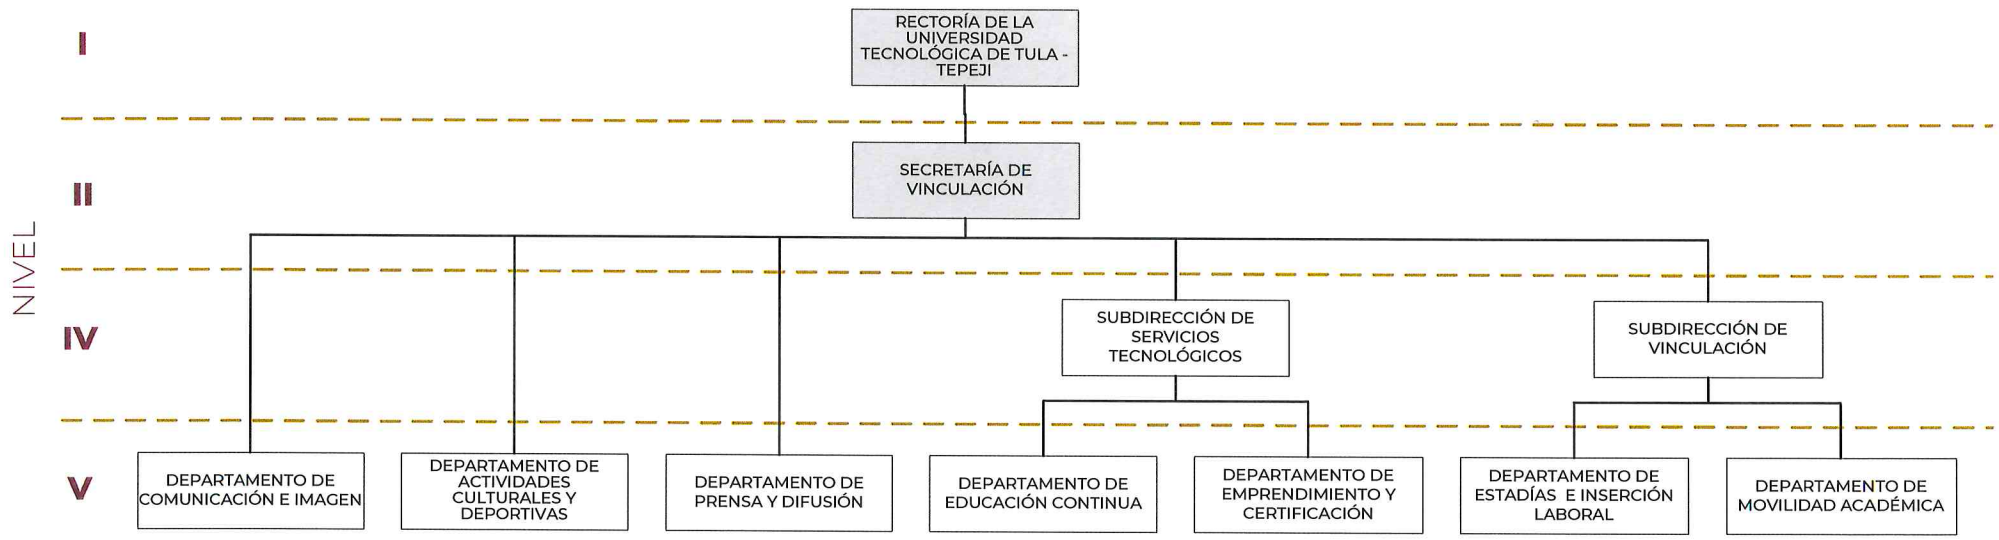 I
RECTORÍA DE LA
UNIVERSIDAD
TECNOLÓGICA DE TULA -
TEPEJI
NIVEL
II
SECRETARÍA DE
VINCULACIÓN
IV
SUBDIRECCIÓN DE
SERVICIOS
TECNOLÓGICOS
SUBDIRECCIÓN DE
VINCULACIÓN
V
DEPARTAMENTO DE
COMUNICACIÓN E IMAGEN
DEPARTAMENTO DE
ACTIVIDADES
CULTURALES Y
DEPORTIVAS
DEPARTAMENTO DE
PRENSA Y DIFUSIÓN
DEPARTAMENTO DE
EDUCACIÓN CONTINUA
DEPARTAMENTO DE
EMPRENDIMIENTO Y
CERTIFICACIÓN
DEPARTAMENTO DE
ESTADÍAS  E INSERCIÓN
LABORAL
DEPARTAMENTO DE
MOVILIDAD ACADÉMICA